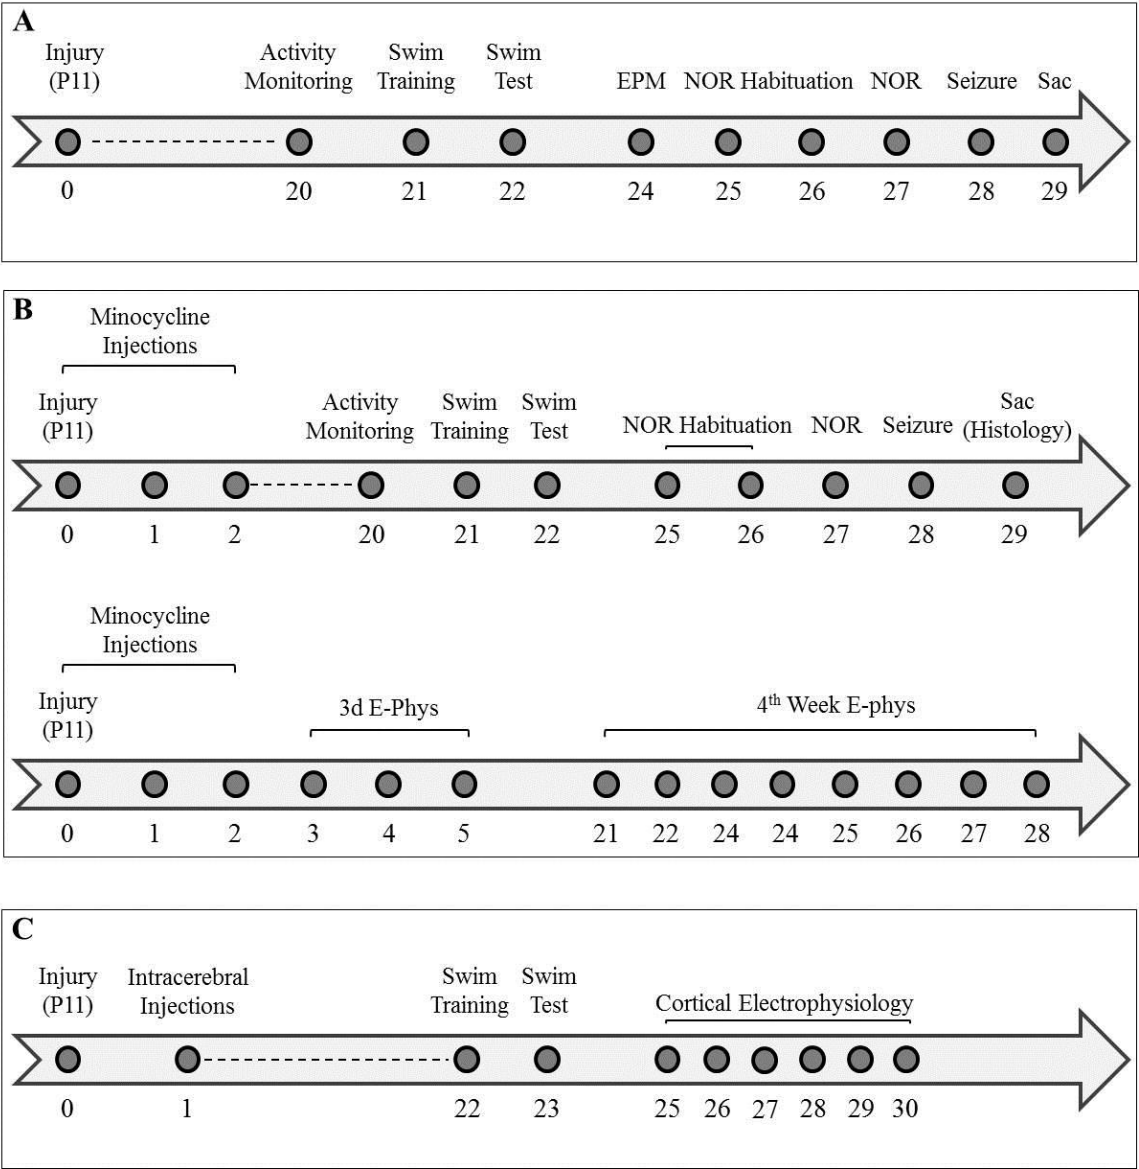 A
Injury (P11)
Activity Monitoring
Swim Training
Swim Test
EPM
NOR Habituation
NOR
Seizure
Sac
0 20 21 22 24 25 26 27 28 29
B
Minocycline Injections
Injury (P11)
Activity Monitoring
Swim Training
Swim Test
NOR Habituation
NOR
Seizure
Sac (Histology)
0 1 2 20 21 22 25 26 27 28 29
Minocycline Injections
Injury (P11)
3d E-Phys
4th Week E-phys
0 1 2 3 4 5 21 22 24 24 25 26 27 28
C
Injury (P11)
Intracerebral Injections
Swim Training
Swim Test
Cortical Electrophysiology
0 1 22 23 25 26 27 28 29 30